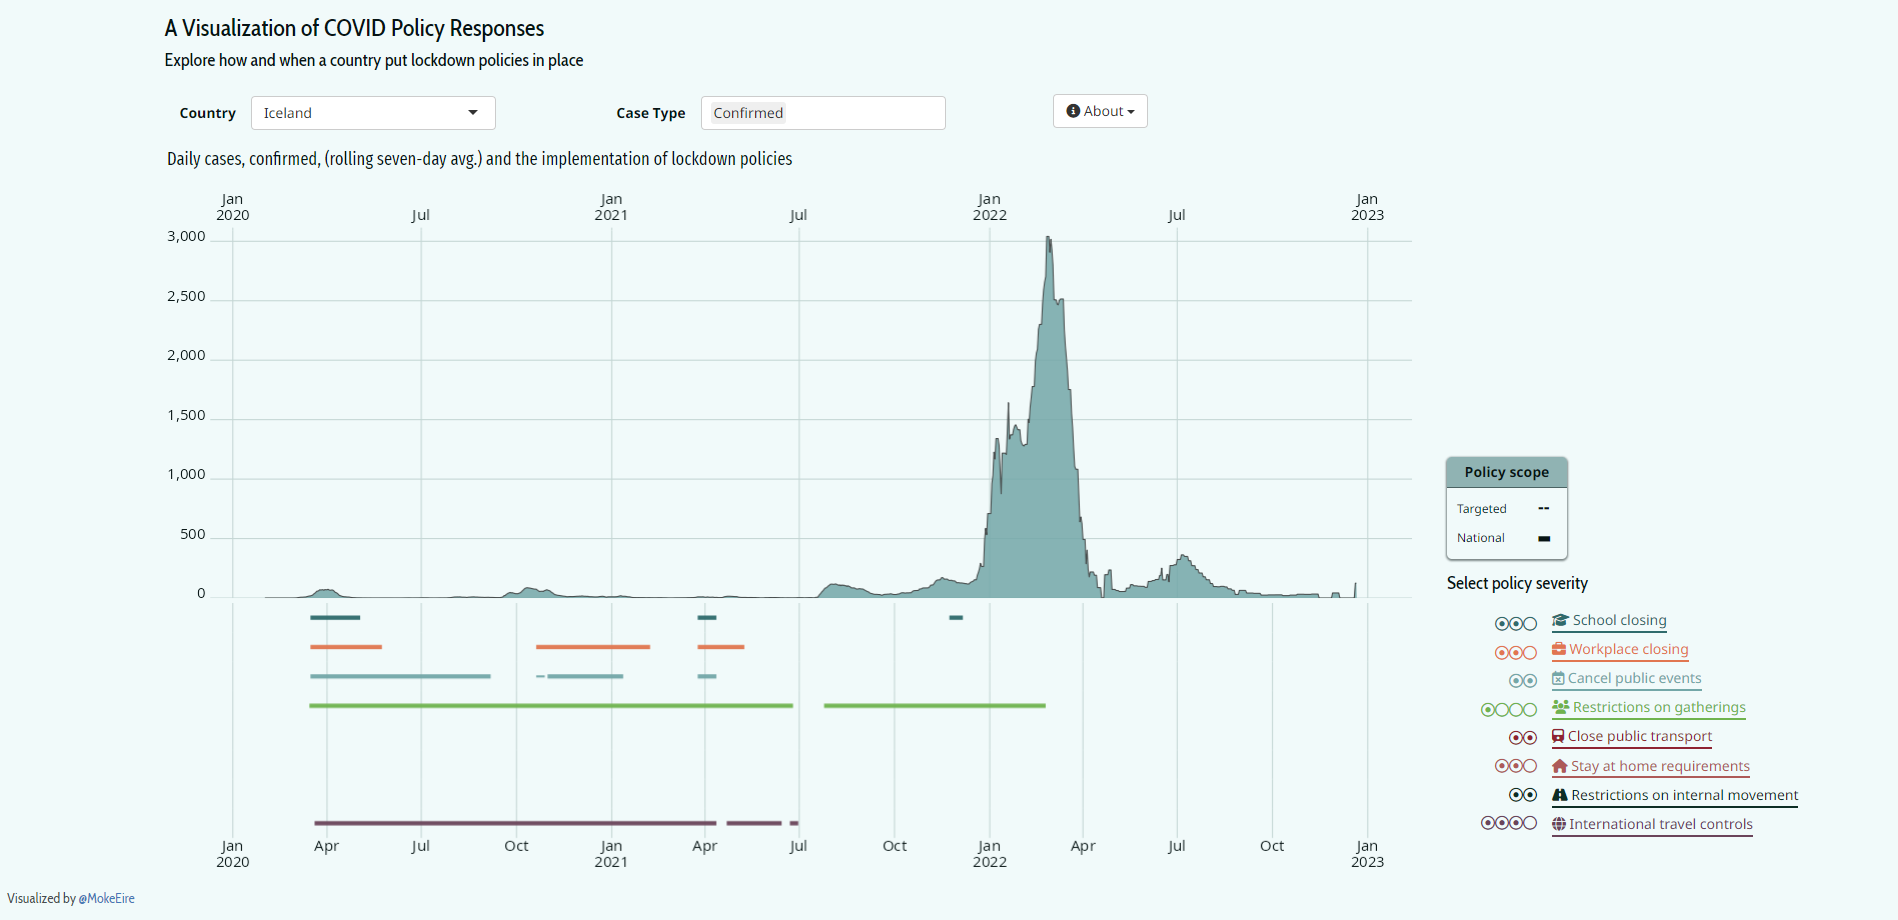 A Visualization of COVID Policy Responses
Explore how and when a country put lockdown policies in place
Country Iceland Case Type Confirmed About
Daily cases, confirmed, (rolling seven-day avg.) and the implementation of lockdown policies
Jan 2020 Jul Jan 2021 Jul Jan 2022 Jul Jan 2023
3,000
2,500
2,000
1,500
1,000
500
0
Jan 2020 Apr Jul Oct Jan 2021 Apr Jul Oct Jan 2022 Apr Jul Oct Jan 2023
Policy scope
Targeted --
National
Select policy severity
School closing
Workplace closing
Cancel public events
Restrictions on gatherings
Close public transport
Stay at home requirements
Restrictions on internal movement
International travel controls
Visualized by @MokeEire